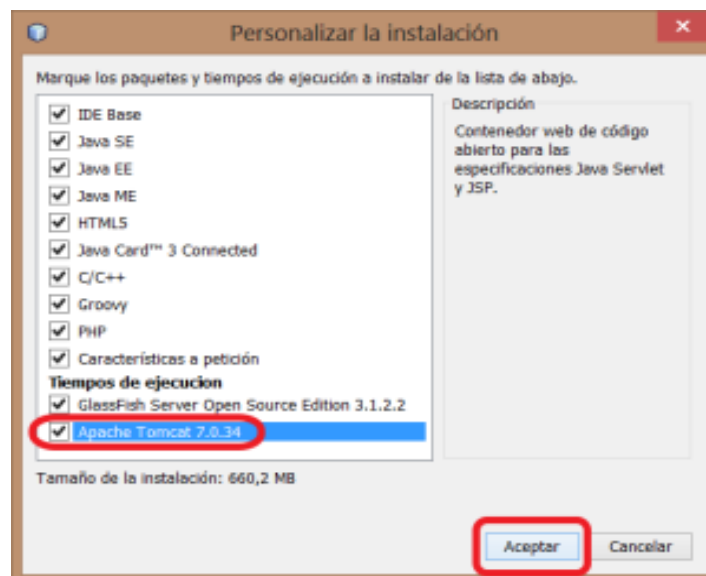 Personalizar la instalación
Marque los paquetes y tiempos de ejecución a instalar de la lista de abajo.
IDE Base
Java SE
Java EE
Java ME
HTML5
Java Card™ 3 Connected
C/C++
Groovy
PHP
Características a petición
Tiempos de ejecucion
GlassFish Server Open Source Edition 3.1.2.2
Apache Tomcat 7.0.34
Descripción
Contenedor web de código
abierto para las
especificaciones Java Servlet
y JSP.
Tamaño de la instalación: 660,2 MB
Aceptar
Cancelar